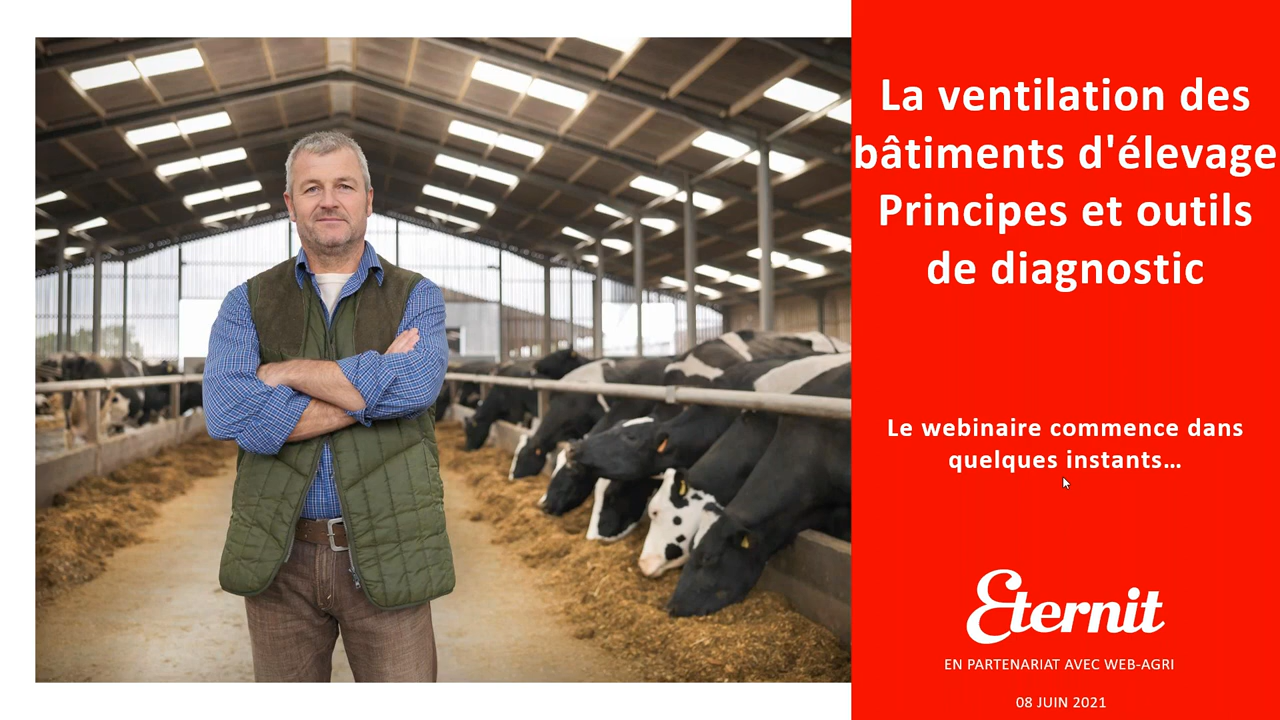 La ventilation des
bâtiments d'élevage
Principes et outils
de diagnostic
Le webinaire commence dans
quelques instants…
Eternit
EN PARTENARIAT AVEC WEB-AGRI
08 JUIN 2021